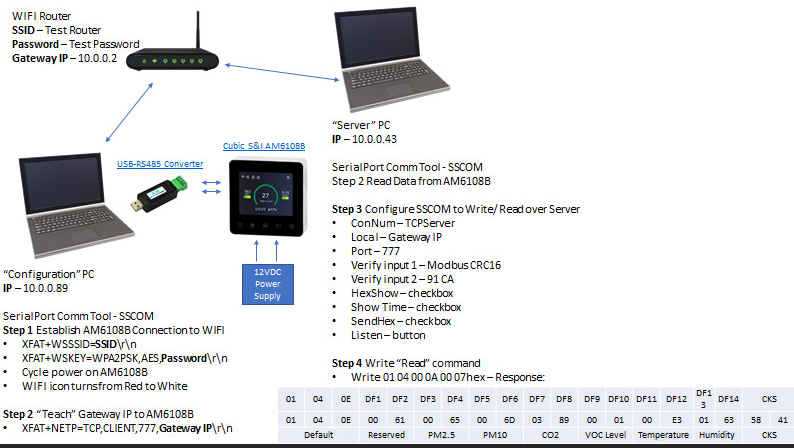 WIFI Router
SSID – Test Router
Password – Test Password
Gateway IP – 10.0.0.2
"Server" PC
IP – 10.0.0.43
Cubic S&I AM6108B
USB-RS485 Converter
27
12VDC
Power
Supply
"Configuration" PC
IP – 10.0.0.89
Serial Port Comm Tool - SSCOM
Step 1 Establish AM6108B Connection to WIFI
• XFAT+WSSSID=SSID\r\n
• XFAT+WSKEY=WPA2PSK,AES,Password\r\n
• Cycle power on AM6108B
• WIFI icon turns from Red to White
Step 2 "Teach" Gateway IP to AM6108B
• XFAT+NETP=TCP,CLIENT,777,Gateway IP\r\n
Serial Port Comm Tool - SSCOM
Step 2 Read Data from AM6108B
Step 3 Configure SSCOM to Write/ Read over Server
• ConNum – TCPServer
• Local – Gateway IP
• Port – 777
• Verify input 1 – Modbus CRC16
• Verify input 2 – 91 CA
• HexShow – checkbox
• Show Time – checkbox
• SendHex – checkbox
• Listen – button
Step 4 Write "Read" command
• Write 01 04 00 0A 00 07 hex – Response:
01 04 0E DF1 DF2 DF3 DF4 DF5 DF6 DF7 DF8 DF9 DF10 DF11 DF12 DF13 DF14 CKS
01 04 0E 00 61 00 65 00 6D 03 89 00 01 00 E3 01 63 58 41
Default Reserved PM2.5 PM10 CO2 VOC Level Temperature Humidity CKS